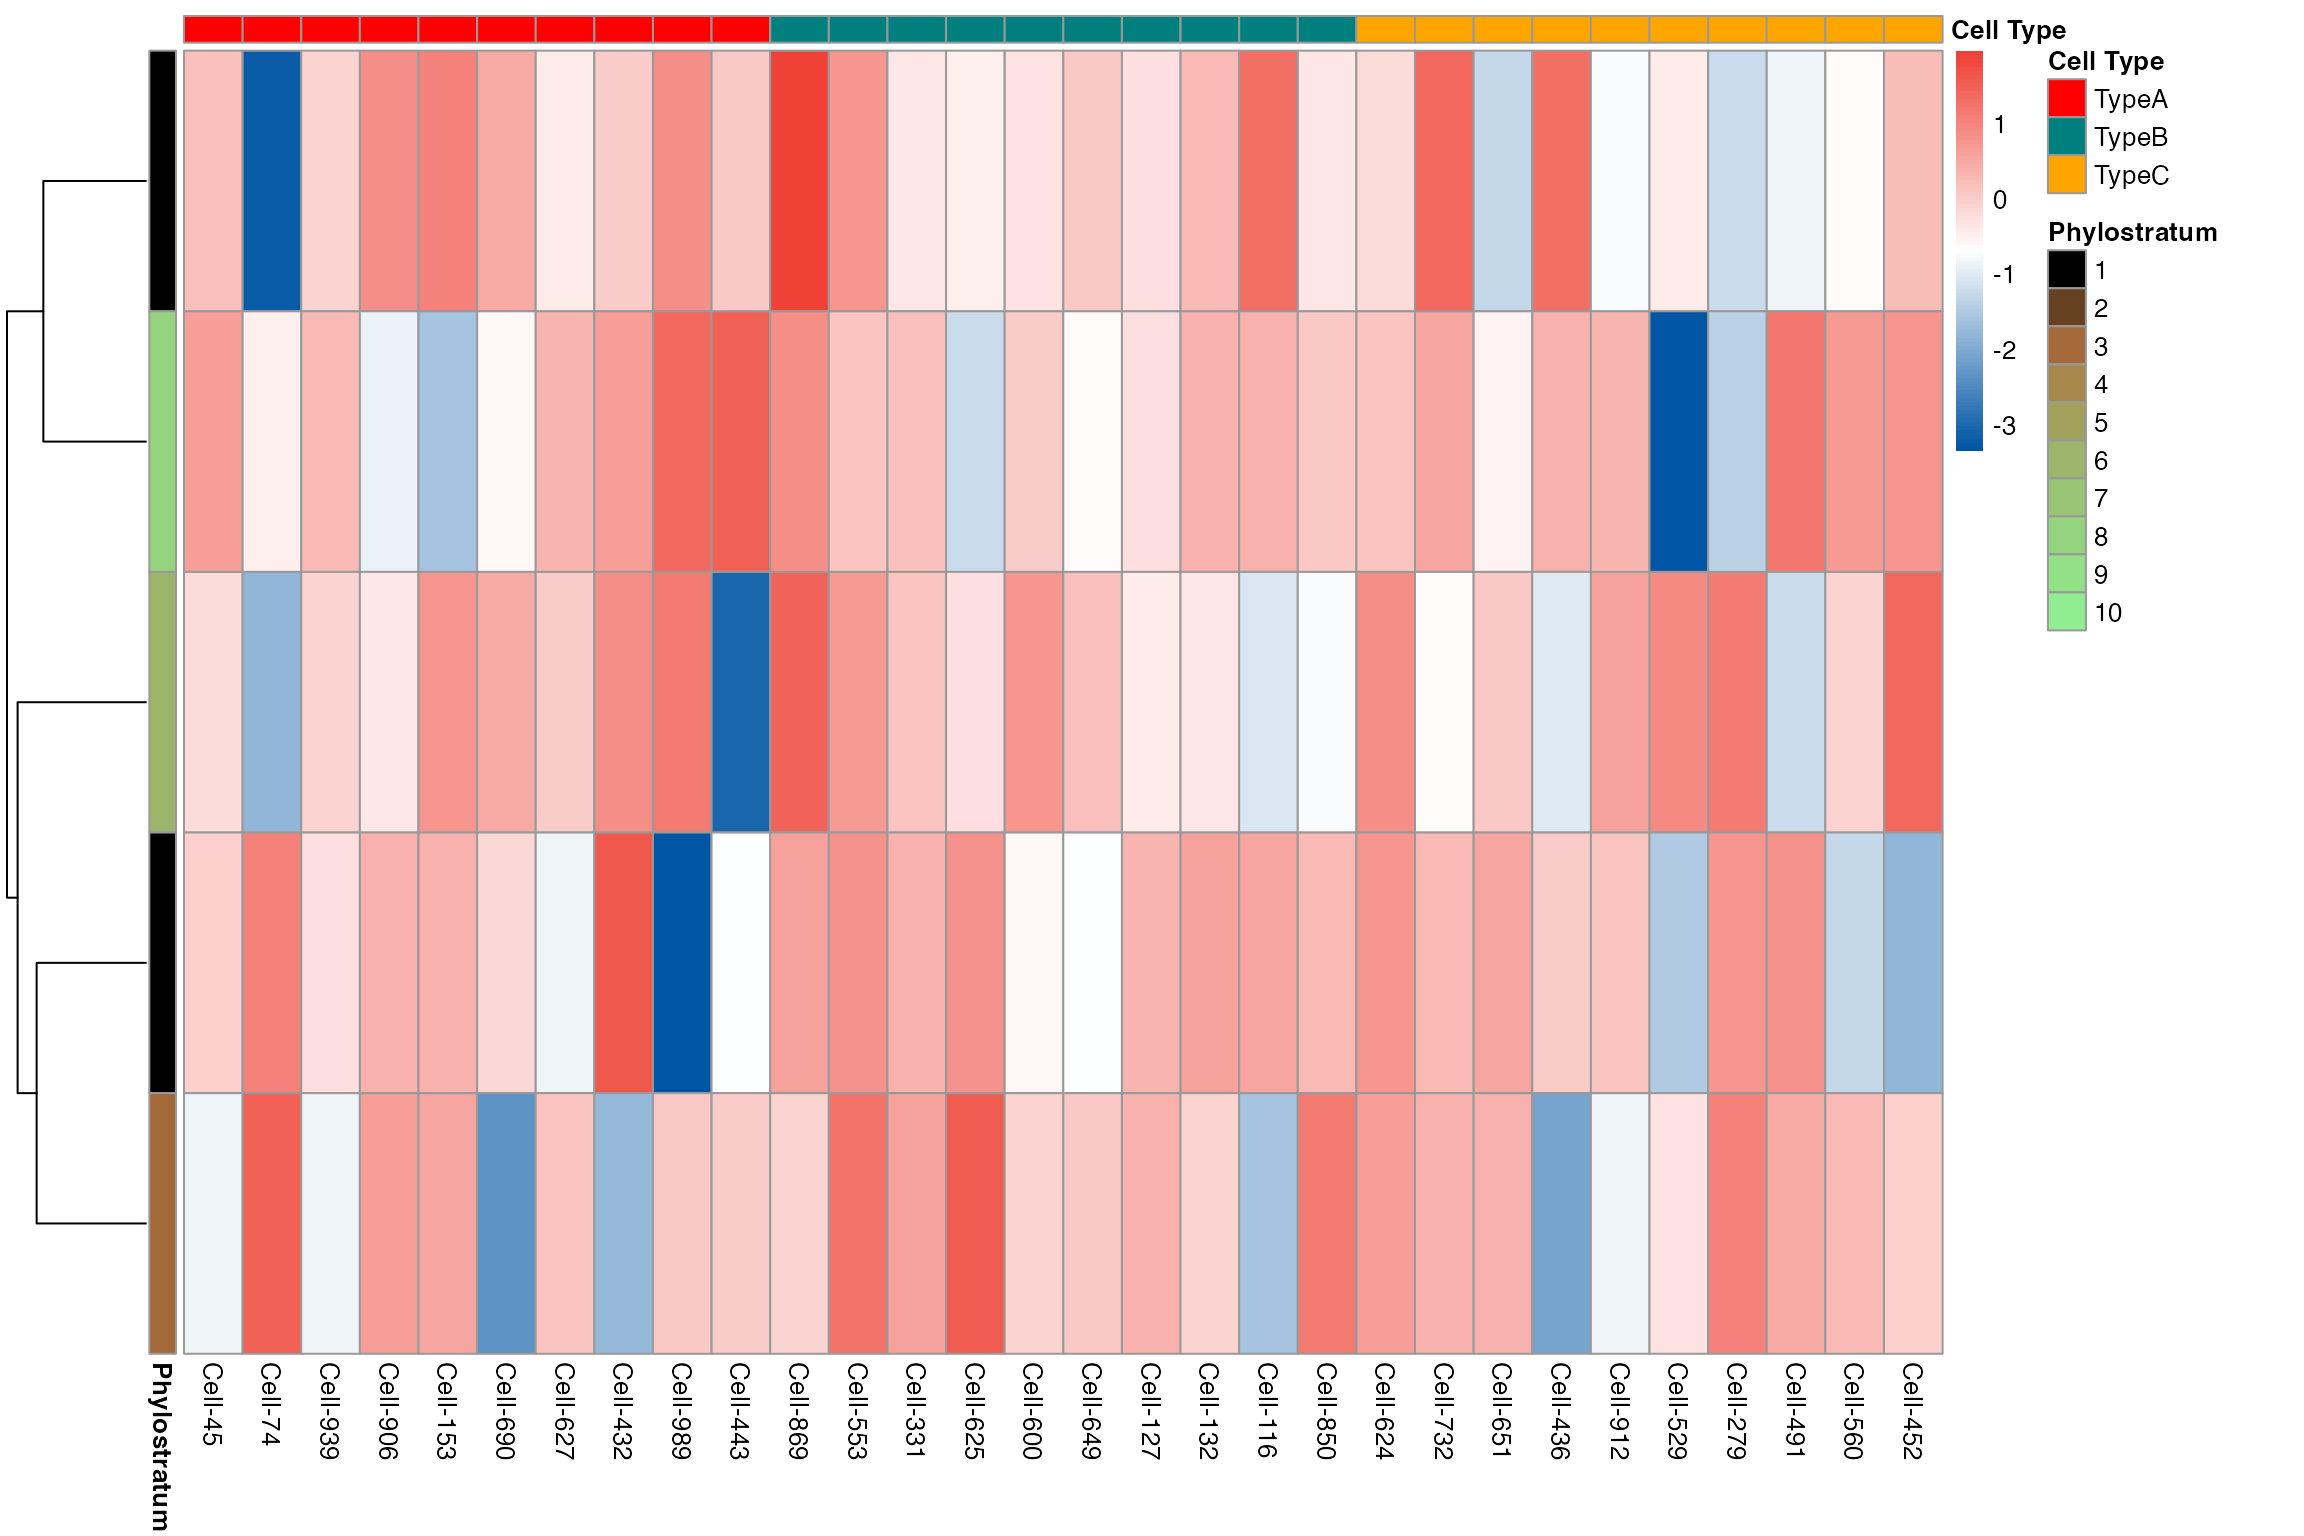 Cell Type
1
0
-1
-2
-3
Cell Type
TypeA
TypeB
TypeC
Phylostratum
1
2
3
4
5
6
7
8
9
10
Phylostratum
Cell-45
Cell-74
Cell-939
Cell-906
Cell-153
Cell-690
Cell-627
Cell-432
Cell-989
Cell-443
Cell-869
Cell-553
Cell-331
Cell-625
Cell-600
Cell-649
Cell-127
Cell-132
Cell-116
Cell-850
Cell-624
Cell-732
Cell-651
Cell-436
Cell-912
Cell-529
Cell-279
Cell-491
Cell-560
Cell-452